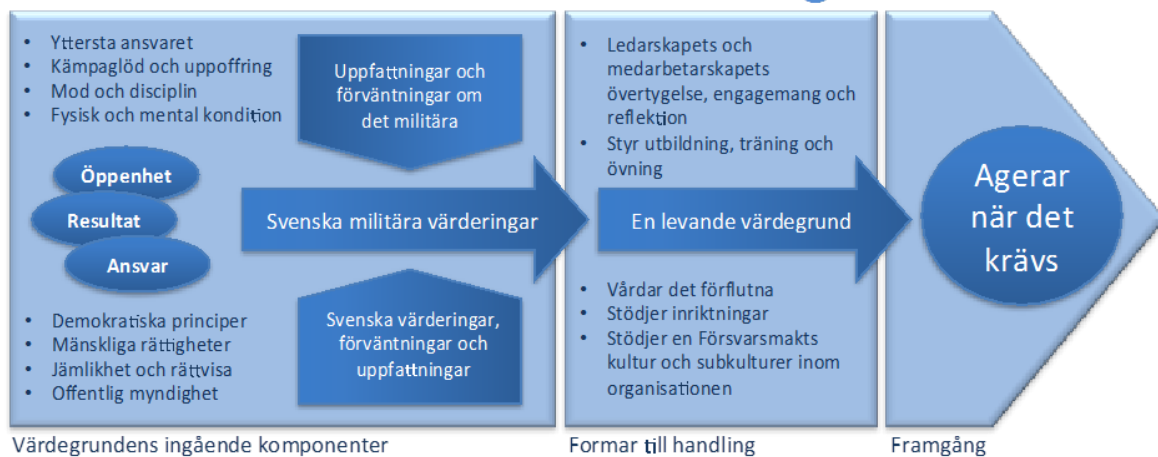 • Yttersta ansvaret
• Kämpaglöd och uppoffring
• Mod och disciplin
• Fysisk och mental kondition
Uppfattningar och
förväntningar om
det militära
Öppenhet
Resultat
Ansvar
Svenska militära värderingar
• Demokratiska principer
• Mänskliga rättigheter
• Jämlikhet och rättvisa
• Offentlig myndighet
Svenska värderingar,
förväntningar och
uppfattningar
Värdegrundens ingående komponenter
• Ledarskapets och
medarbetarskapets
övertygelse, engagemang och
reflektion
• Styr utbildning, träning och
övning
En levande värdegrund
• Vårdar det förflutna
• Stödjer inriktningar
• Stödjer en Försvarsmakts
kultur och subkulturer inom
organisationen
Formar till handling
Agerar
när det
krävs
Framgång